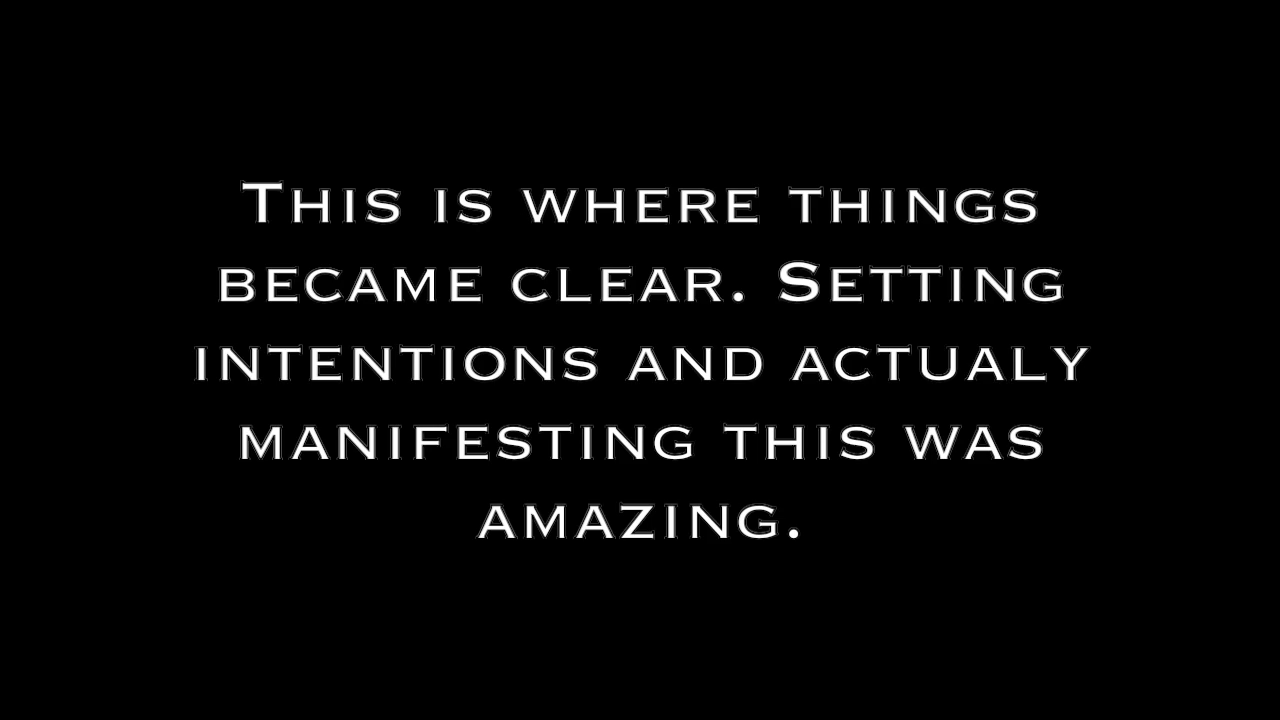 This is where things
became clear. Setting
intentions and actualy
manifesting this was
amazing.